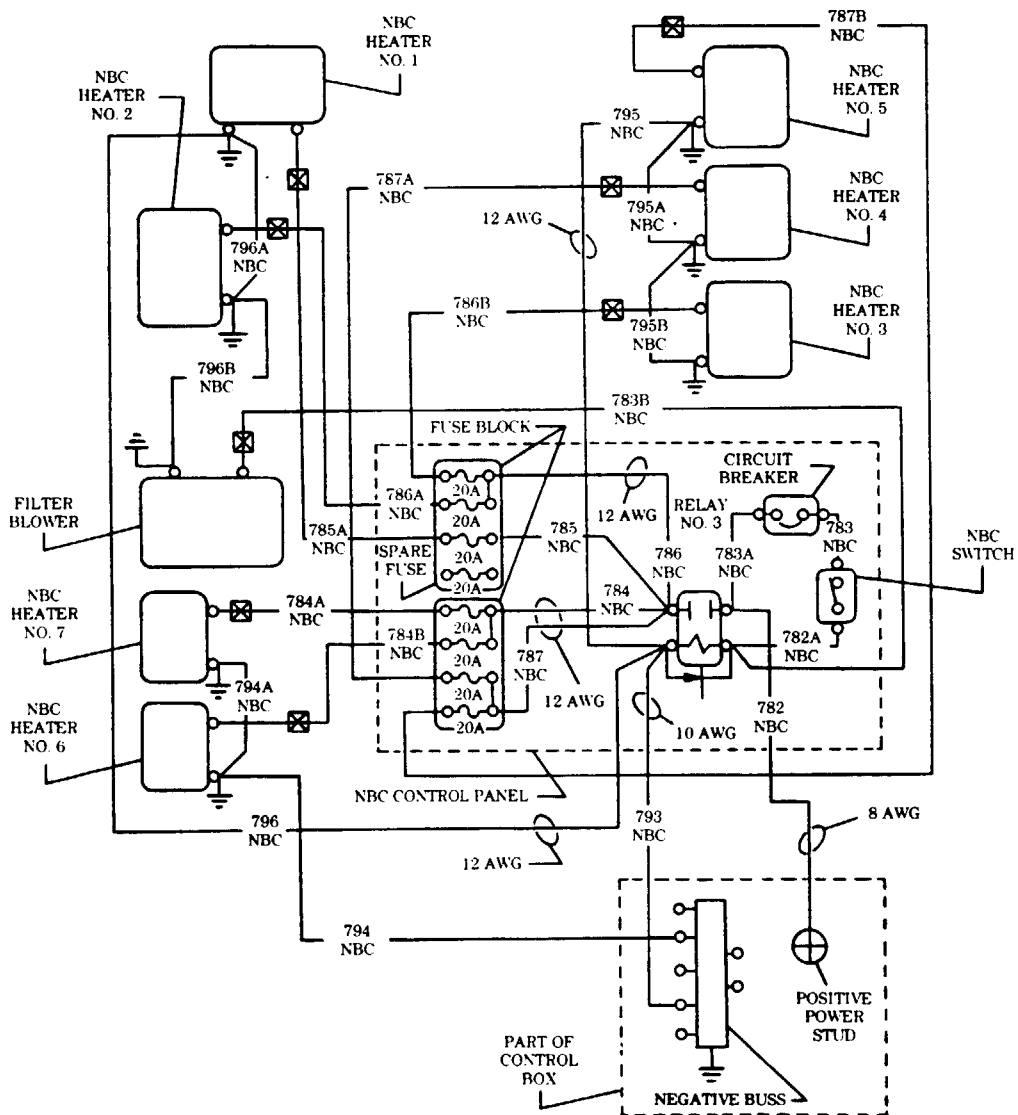 NBC
HEATER
NO. 1
787B
NBC
NBC
HEATER
NO. 2
NBC
HEATER
NO. 5
795
NBC
787A
NBC
12 AWG
795A
NBC
NBC
HEATER
NO. 4
796A
NBC
786B
NBC
795B
NBC
NBC
HEATER
NO. 3
796B
NBC
783B
NBC
FUSE BLOCK
CIRCUIT
BREAKER
FILTER
BLOWER
786A
NBC
20A
20A
20A
20A
12 AWG
RELAY
NO. 3
785A
NBC
SPARE
FUSE
785
NBC
786
NBC
783A
NBC
783
NBC
NBC
SWITCH
NBC
HEATER
NO. 7
784A
NBC
784B
NBC
20A
20A
20A
20A
784
NBC
787
NBC
12 AWG
782A
NBC
794A
NBC
10 AWG
782
NBC
NBC
HEATER
NO. 6
NBC CONTROL PANEL
796
NBC
12 AWG
793
NBC
8 AWG
794
NBC
POSITIVE
POWER
STUD
PART OF
CONTROL
BOX
NEGATIVE BUSS